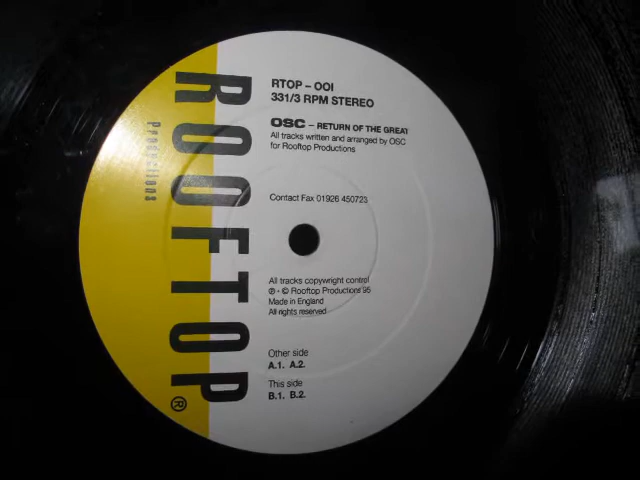 ROOFTOP®
Productions
RTOP – 001
331/3 RPM STEREO
OSC – RETURN OF THE GREAT
All tracks written and arranged by OSC
for Rooftop Productions
Contact Fax 01926 450723
All tracks copywright control
℗ • © Rooftop Productions 95
Made in England
All rights reserved
Other side
A.1. A.2.
This side
B.1. B.2.